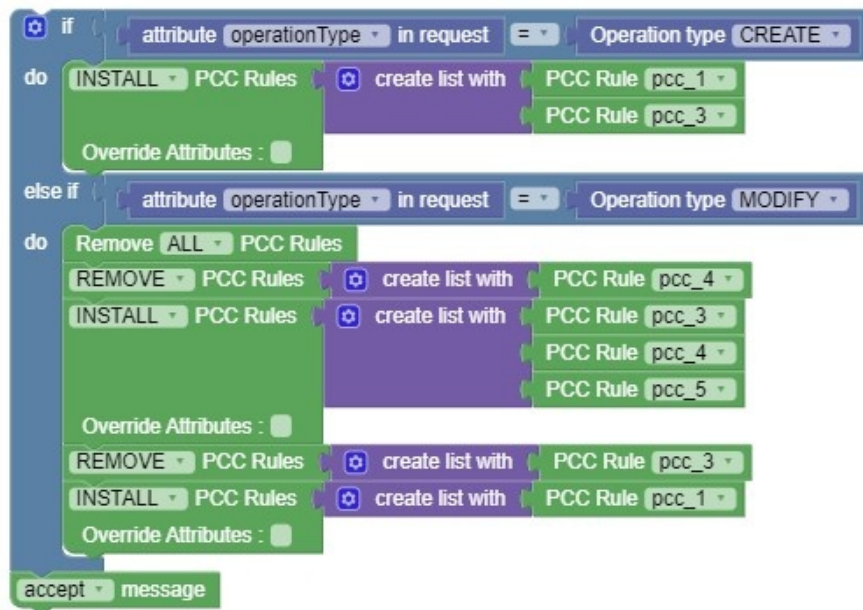 if attribute operationType in request = Operation type CREATE
do INSTALL PCC Rules create list with PCC Rule pcc_1
PCC Rule pcc_3
Override Attributes :
else if attribute operationType in request = Operation type MODIFY
do Remove ALL PCC Rules
REMOVE PCC Rules create list with PCC Rule pcc_4
INSTALL PCC Rules create list with PCC Rule pcc_3
PCC Rule pcc_4
PCC Rule pcc_5
Override Attributes :
REMOVE PCC Rules create list with PCC Rule pcc_3
INSTALL PCC Rules create list with PCC Rule pcc_1
Override Attributes :
accept message